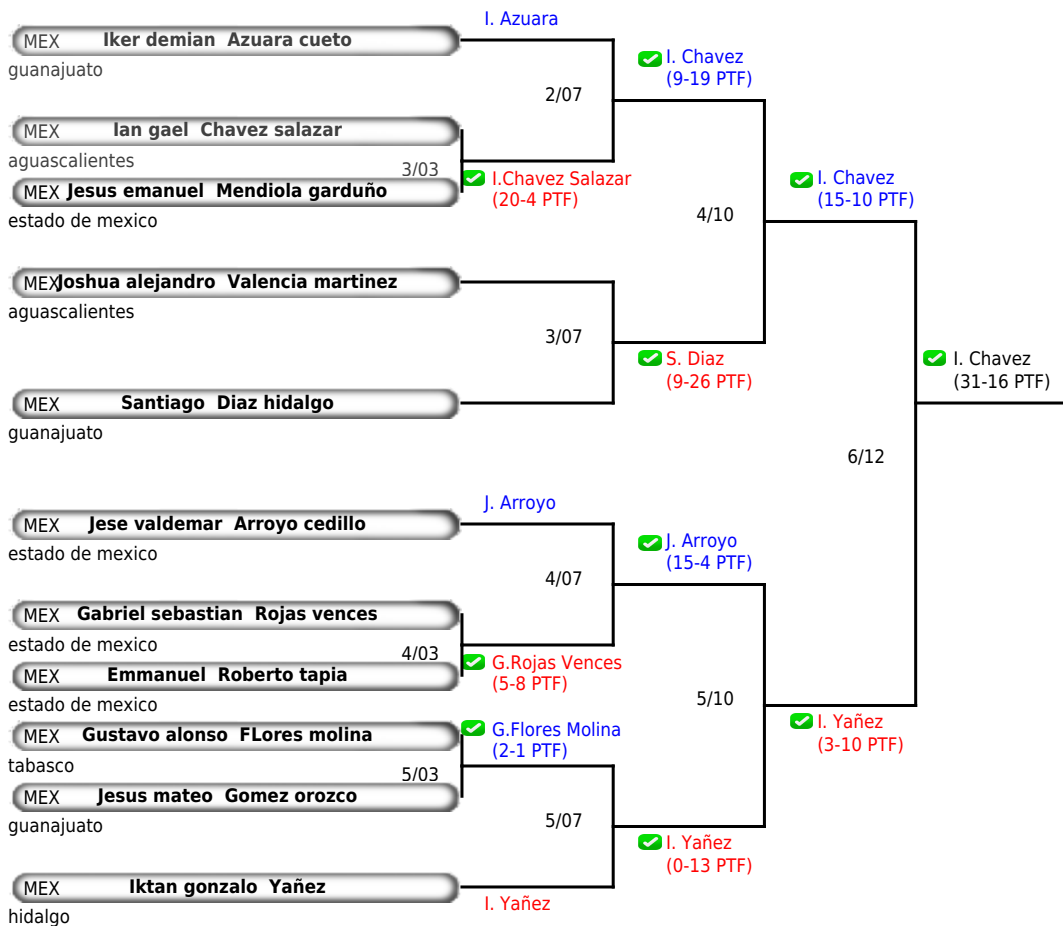 I. Azuara
MEX Iker demian Azuara cueto
guanajuato
I. Chavez
(9-19 PTF)
2/07
MEX Ian gael Chavez salazar
aguascalientes
3/03
I.Chavez Salazar
(20-4 PTF)
MEX Jesus emanuel Mendiola garduño
estado de mexico
I. Chavez
(15-10 PTF)
4/10
MEX Joshua alejandro Valencia martinez
aguascalientes
3/07
S. Diaz
(9-26 PTF)
I. Chavez
(31-16 PTF)
MEX Santiago Diaz hidalgo
guanajuato
6/12
J. Arroyo
MEX Jese valdemar Arroyo cedillo
estado de mexico
J. Arroyo
(15-4 PTF)
4/07
MEX Gabriel sebastian Rojas vences
estado de mexico
4/03
G.Rojas Vences
(5-8 PTF)
MEX Emmanuel Roberto tapia
estado de mexico
5/10
I. Yañez
(3-10 PTF)
G.Flores Molina
(2-1 PTF)
MEX Gustavo alonso FLores molina
tabasco
5/03
MEX Jesus mateo Gomez orozco
guanajuato
5/07
I. Yañez
(0-13 PTF)
MEX Iktan gonzalo Yañez
I. Yañez
hidalgo